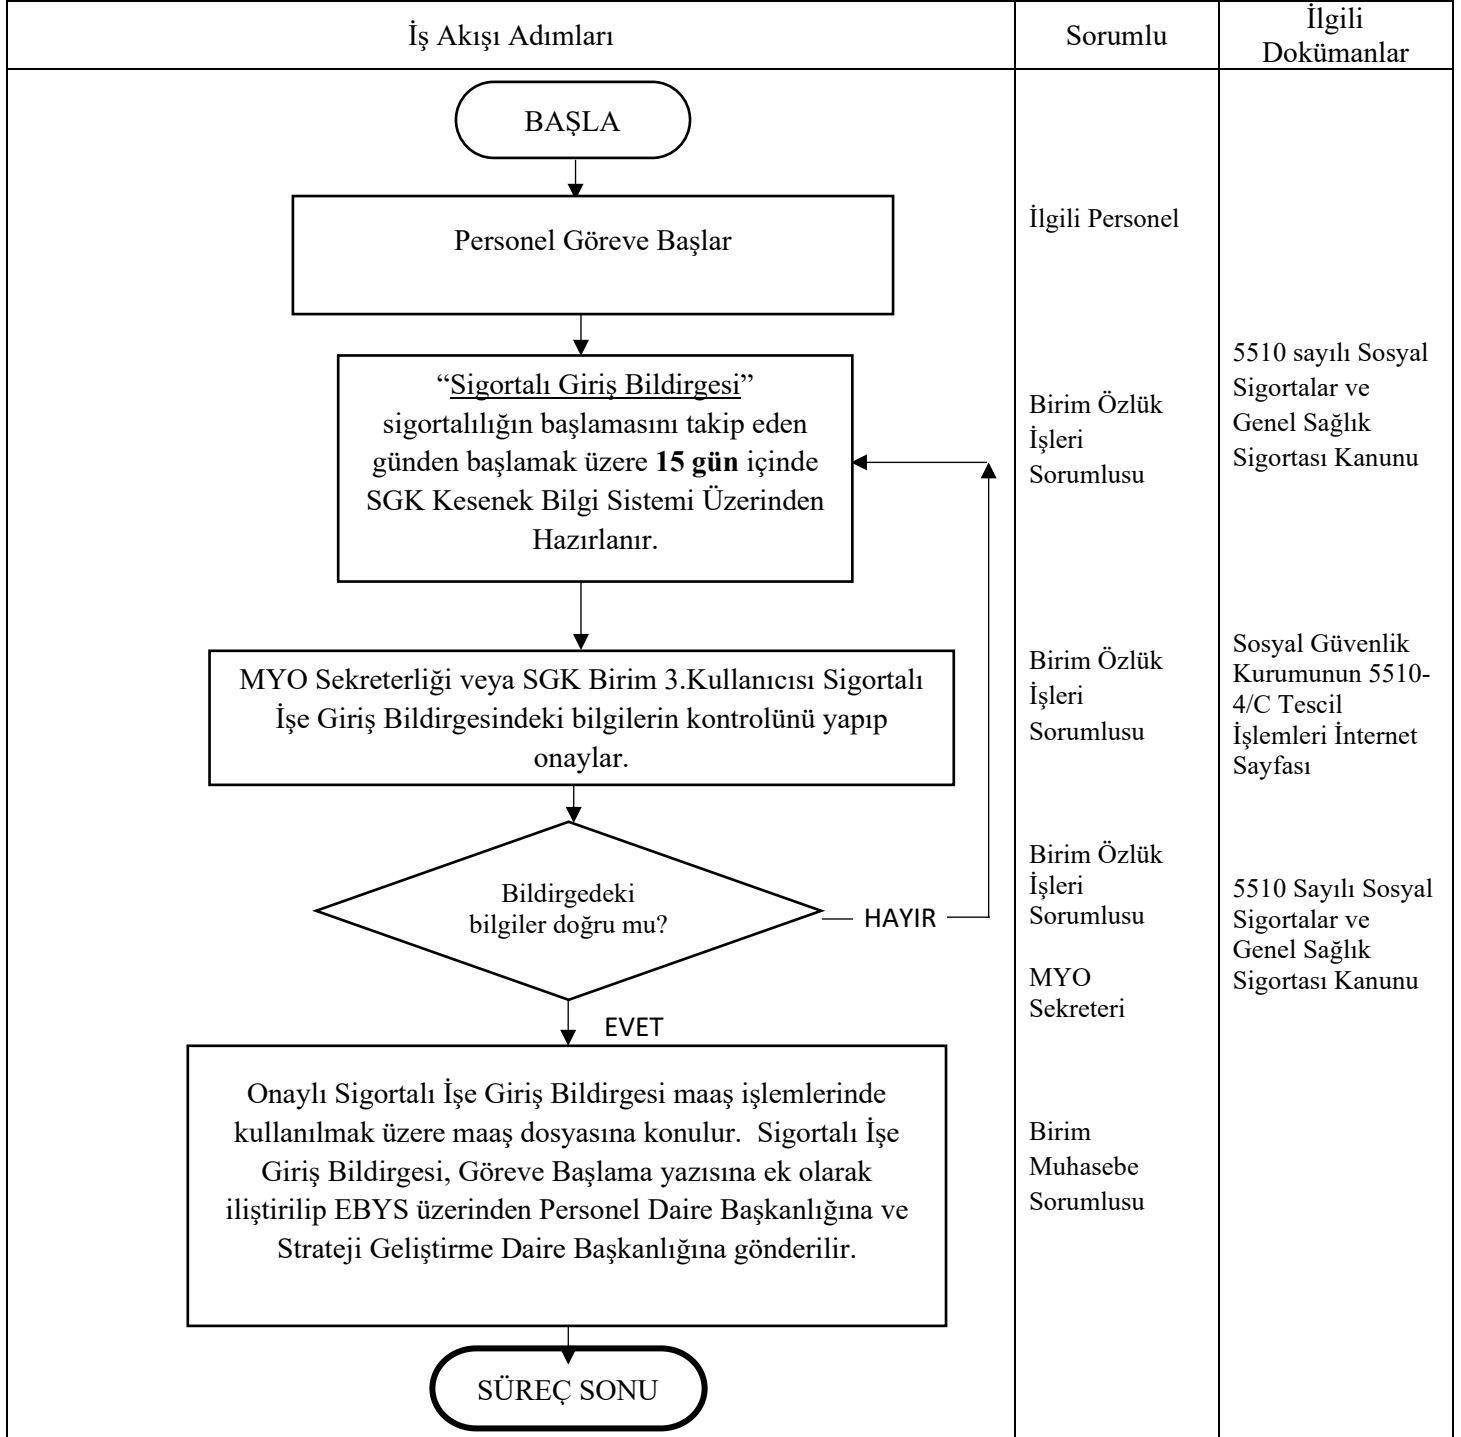 İş Akışı Adımları
Sorumlu
İlgili
Dokümanlar
BAŞLA
Personel Göreve Başlar
İlgili Personel
“Sigortalı Giriş Bildirgesi”
sigortalılığın başlamasını takip eden
günden başlamak üzere 15 gün içinde
SGK Kesenek Bilgi Sistemi Üzerinden
Hazırlanır.
Birim Özlük
İşleri
Sorumlusu
5510 sayılı Sosyal
Sigortalar ve
Genel Sağlık
Sigortası Kanunu
MYO Sekreterliği veya SGK Birim 3.Kullanıcısı Sigortalı
İşe Giriş Bildirgesindeki bilgilerin kontrolünü yapıp
onaylar.
Birim Özlük
İşleri
Sorumlusu
Sosyal Güvenlik
Kurumunun 5510-
4/C Tescil
İşlemleri İnternet
Sayfası
Bildirgedeki
bilgiler doğru mu?
HAYIR
EVET
Birim Özlük
İşleri
Sorumlusu
MYO
Sekreteri
5510 Sayılı Sosyal
Sigortalar ve
Genel Sağlık
Sigortası Kanunu
Onaylı Sigortalı İşe Giriş Bildirgesi maaş işlemlerinde
kullanılmak üzere maaş dosyasına konulur.  Sigortalı İşe
Giriş Bildirgesi, Göreve Başlama yazısına ek olarak
iliştirilip EBYS üzerinden Personel Daire Başkanlığına ve
Strateji Geliştirme Daire Başkanlığına gönderilir.
Birim
Muhasebe
Sorumlusu
SÜREÇ SONU